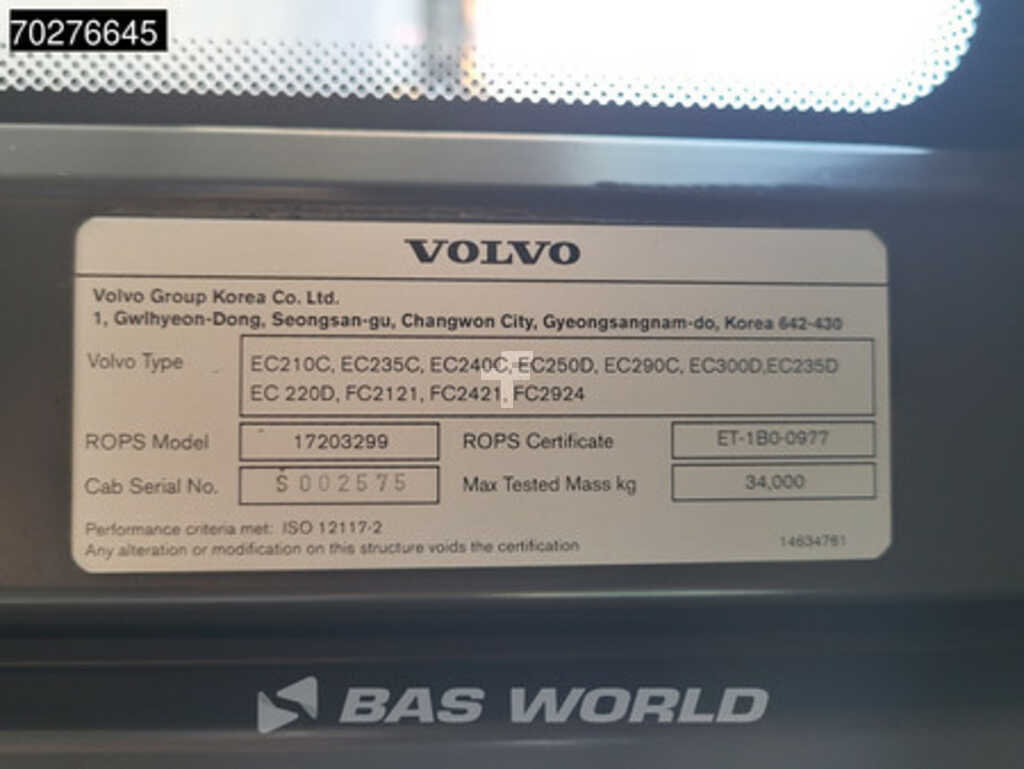 70276645
VOLVO
Volvo Group Korea Co. Ltd.
1, Gwihyeon-Dong, Seongsan-gu, Changwon City, Gyeongsangnam-do, Korea 642-430
Volvo Type EC210C, EC235C, EC240C, EC250D, EC290C, EC300D,EC235D
EC 220D, FC2121, FC2421, FC2924
ROPS Model 17203299 ROPS Certificate ET-1B0-0977
Cab Serial No. S 002575 Max Tested Mass kg 34,000
Performance criteria met: ISO 12117-2
Any alteration or modification on this structure voids the certification 14634761
BAS WORLD